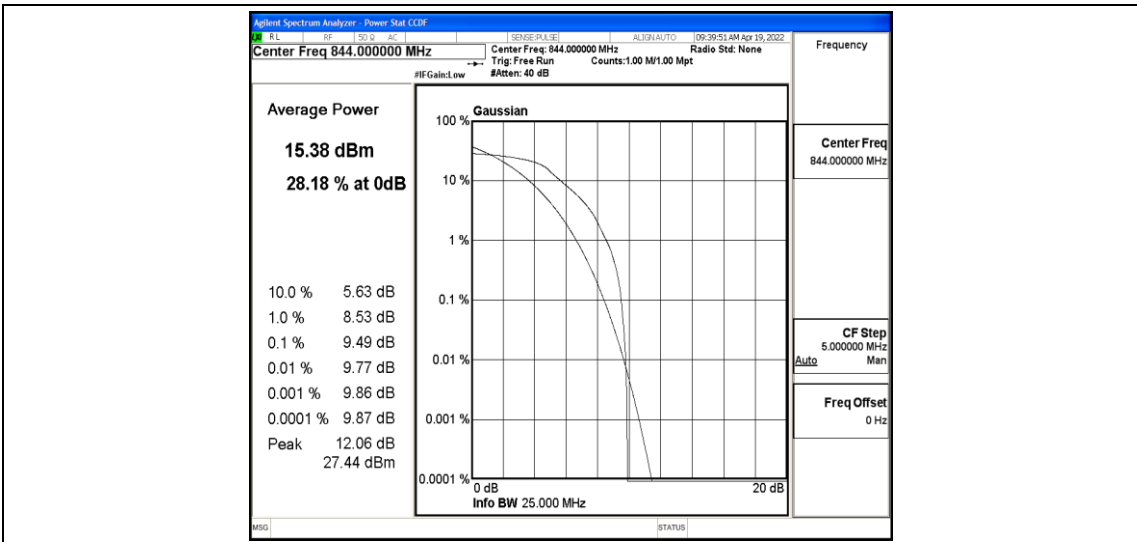 Agilent Spectrum Analyzer - Power Stat CCDF
LXI RL RF 50 Ω AC SENSE:PULSE ALIGNAUTO 09:39:51 AM Apr 19, 2022
Center Freq 844.000000 MHz
Center Freq: 844.000000 MHz Radio Std: None
Trig: Free Run Counts:1.00 M/1.00 Mpt
#IFGain:Low #Atten: 40 dB
Frequency
Average Power
15.38 dBm
28.18 % at 0dB
10.0 % 5.63 dB
1.0 % 8.53 dB
0.1 % 9.49 dB
0.01 % 9.77 dB
0.001 % 9.86 dB
0.0001 % 9.87 dB
Peak 12.06 dB
27.44 dBm
Gaussian
100 %
10 %
1 %
0.1 %
0.01 %
0.001 %
0.0001 %
0 dB 20 dB
Info BW 25.000 MHz
Center Freq
844.000000 MHz
CF Step
5.000000 MHz
Auto Man
Freq Offset
0 Hz
MSG STATUS